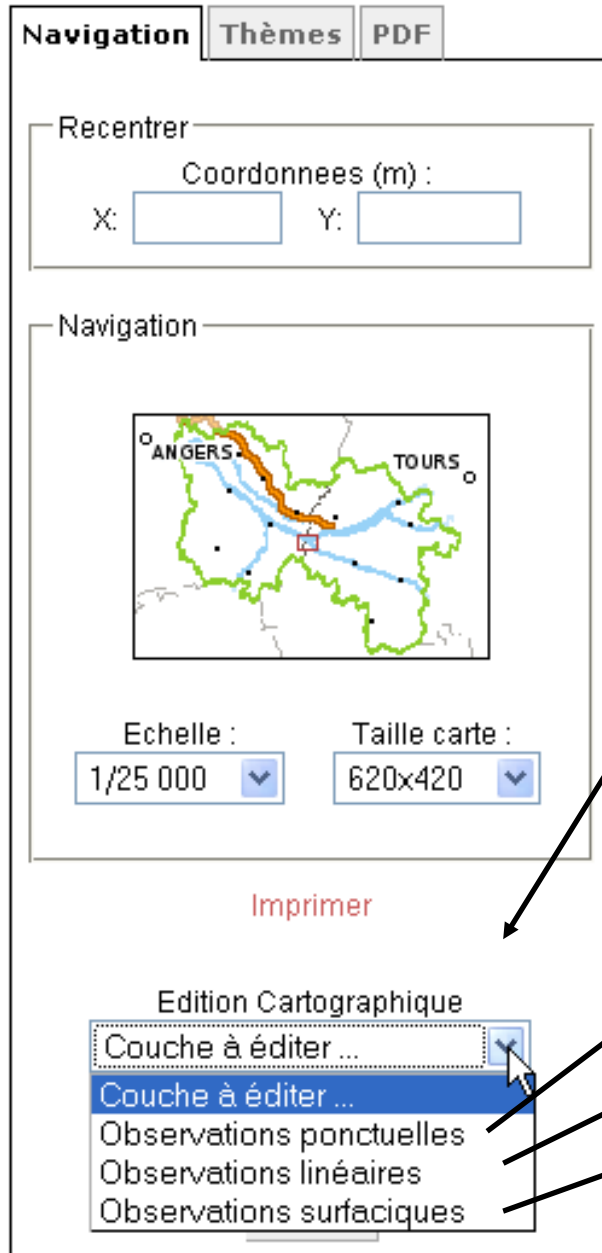 Navigation Thèmes PDF
Recentrer
Coordonnees (m) :
X: Y:
Navigation
ANGERS
TOURS
Echelle : Taille carte :
1/25 000 620x420
Imprimer
Edition Cartographique
Couche à éditer ...
Couche à éditer ...
Observations ponctuelles
Observations linéaires
Observations surfaciques